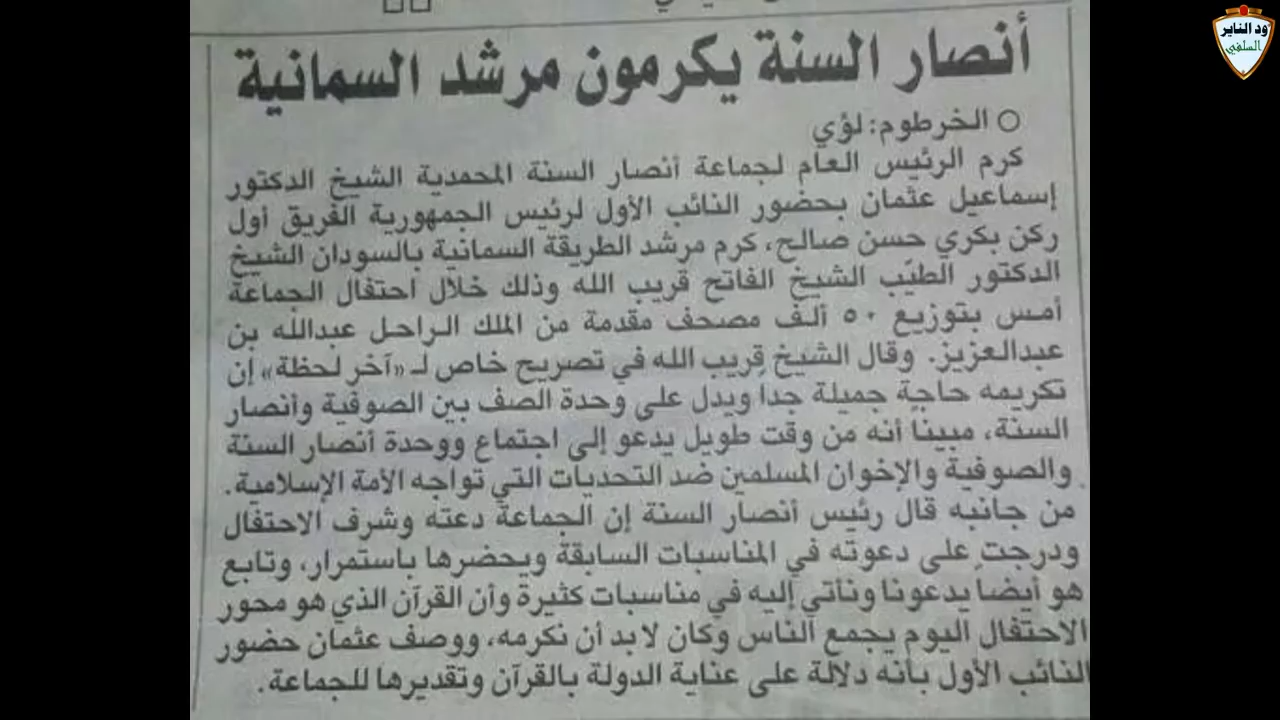 ود الناير
السلفي
أنصار السنة يكرمون مرشد السمانية
الخرطوم: لؤي
كرم الرئيس العام لجماعة أنصار السنة المحمدية الشيخ الدكتور
إسماعيل عثمان بحضور النائب الأول لرئيس الجمهورية الفريق أول
ركن بكري حسن صالح، كرم مرشد الطريقة السمانية بالسودان الشيخ
الدكتور الطيّب الشيخ الفاتح قريب الله وذلك خلال احتفال الجماعة
أمس بتوزيع ٥٠ ألف مصحف مقدمة من الملك الراحل عبدالله بن
عبدالعزيز. وقال الشيخ قريب الله في تصريح خاص لـ «آخر لحظة» إن
تكريمه حاجة جميلة جداً ويدل على وحدة الصف بين الصوفية وأنصار
السنة، مبيناً أنه من وقت طويل يدعو إلى اجتماع ووحدة أنصار السنة
والصوفية والإخوان المسلمين ضد التحديات التي تواجه الأمة الإسلامية.
من جانبه قال رئيس أنصار السنة إن الجماعة دعته وشرف الاحتفال
ودرجت على دعوته في المناسبات السابقة ويحضرها باستمرار، وتابع
هو أيضاً يدعونا ونأتي إليه في مناسبات كثيرة وأن القرآن الذي هو محور
الاحتفال اليوم يجمع الناس وكان لابد أن نكرمه، ووصف عثمان حضور
النائب الأول بأنه دلالة على عناية الدولة بالقرآن وتقديرها للجماعة.